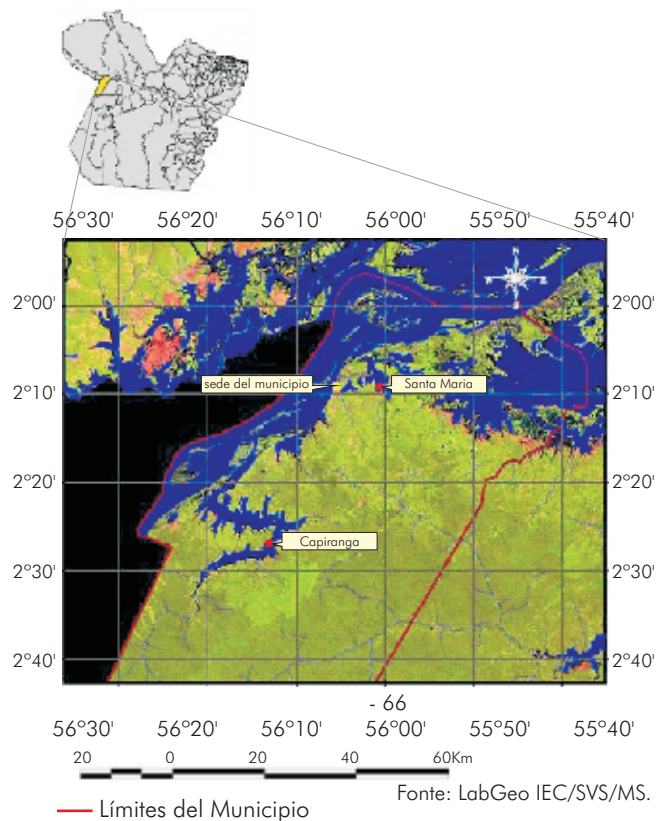 56°30' 56°20' 56°10' 56°00' 55°50' 55°40'
2°00' 2°00'
sede del municipio Santa Maria
2°10' 2°10'
2°20' 2°20'
Capiranga
2°30' 2°30'
2°40' 2°40'
- 66
56°30' 56°20' 56°10' 56°00' 55°50' 55°40'
20 0 20 40 60Km
Fonte: LabGeo IEC/SVS/MS.
Límites del Municipio